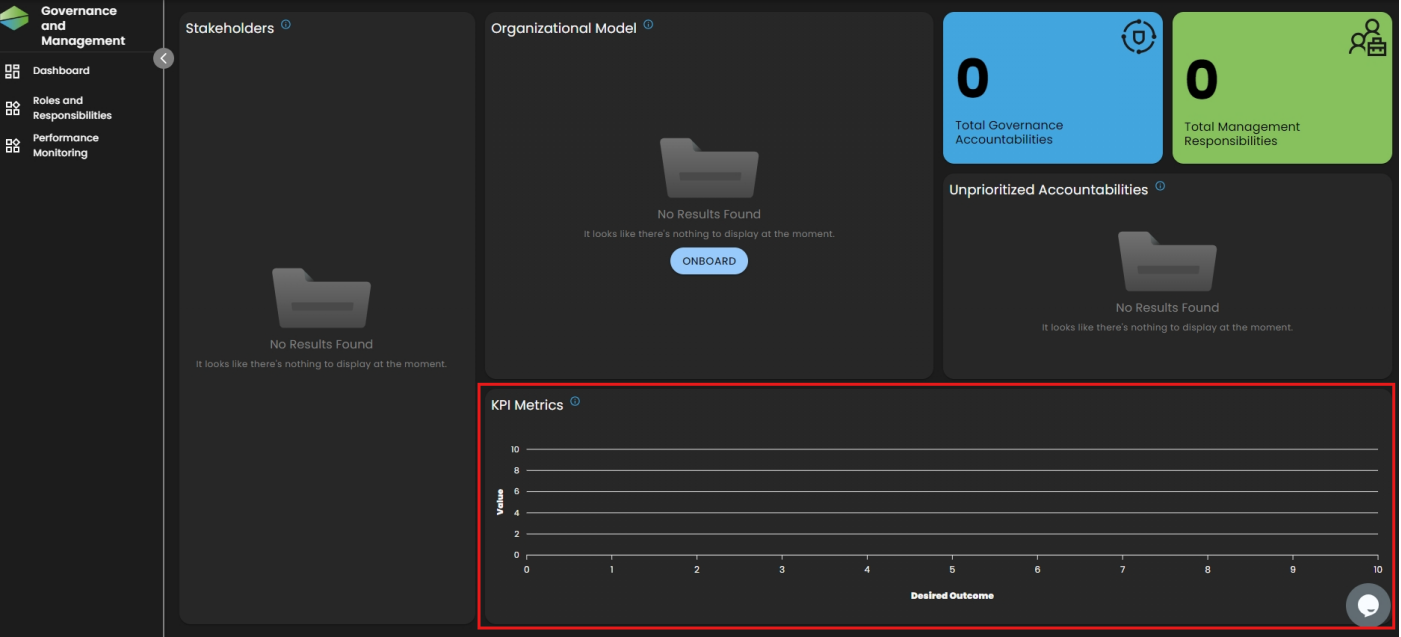 Governance
and
Management
Dashboard
Roles and
Responsibilities
Performance
Monitoring
Stakeholders
No Results Found
It looks like there's nothing to display at the moment.
Organizational Model
No Results Found
It looks like there's nothing to display at the moment.
ONBOARD
0
Total Governance
Accountabilities
0
Total Management
Responsibilities
Unprioritized Accountabilities
No Results Found
It looks like there's nothing to display at the moment.
KPI Metrics
10
8
6
4
2
0
Value
0 1 2 3 4 5 6 7 8 9 10
Desired Outcome